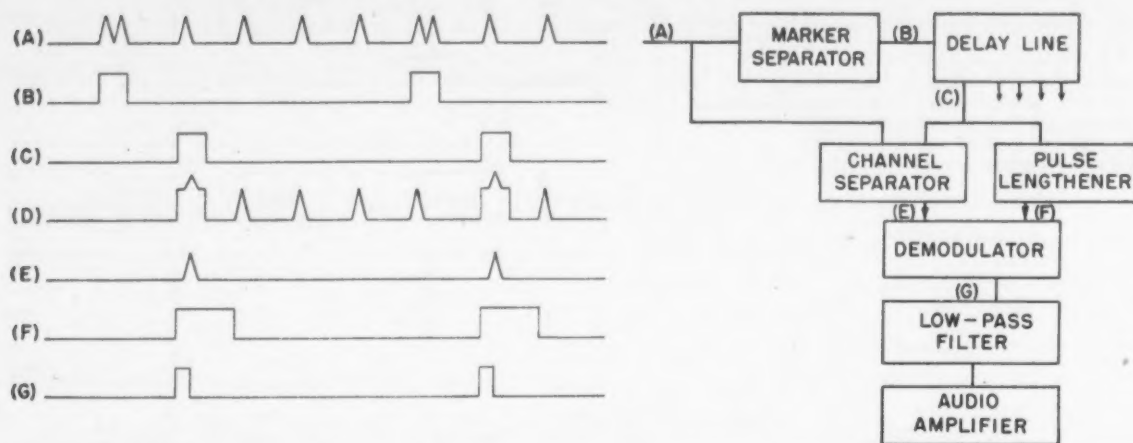 (A)
(B)
(C)
(D)
(E)
(F)
(G)
(A)
MARKER
SEPARATOR
(B)
DELAY LINE
(C)
CHANNEL
SEPARATOR
PULSE
LENGTHENER
(E)
(F)
DEMODULATOR
(G)
LOW-PASS
FILTER
AUDIO
AMPLIFIER